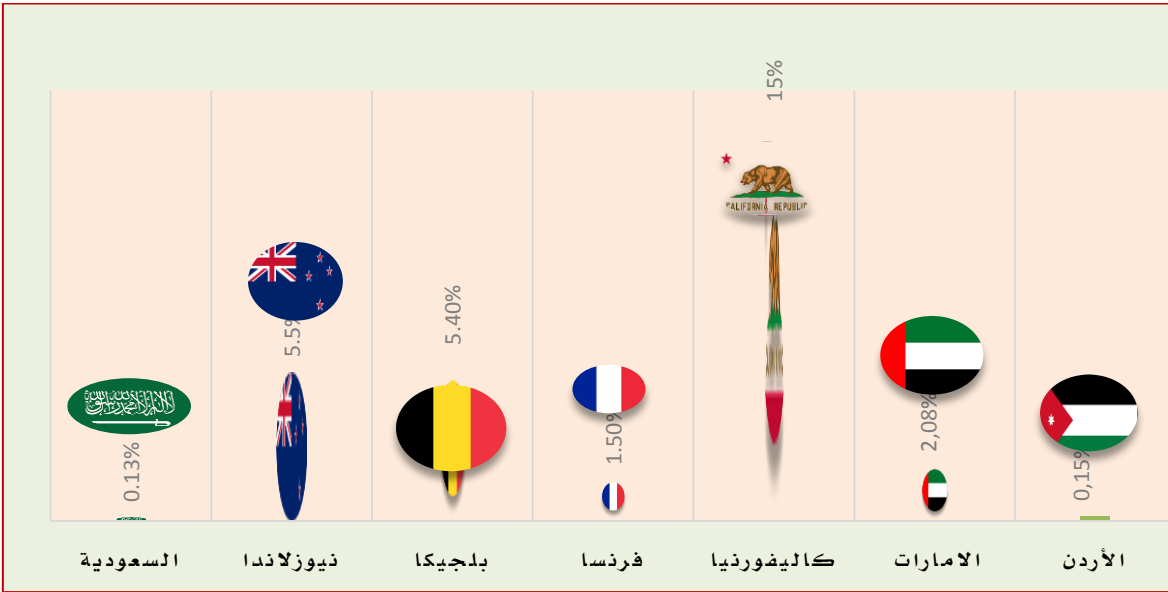 15%
5.5%
5.40%
1.50%
2,08%
0,15%
0.13%
CALIFORNIA REPUBLIC
السعودية
نيوزلاندا
بلجيكا
فرنسا
كاليفورنيا
الامارات
الأردن